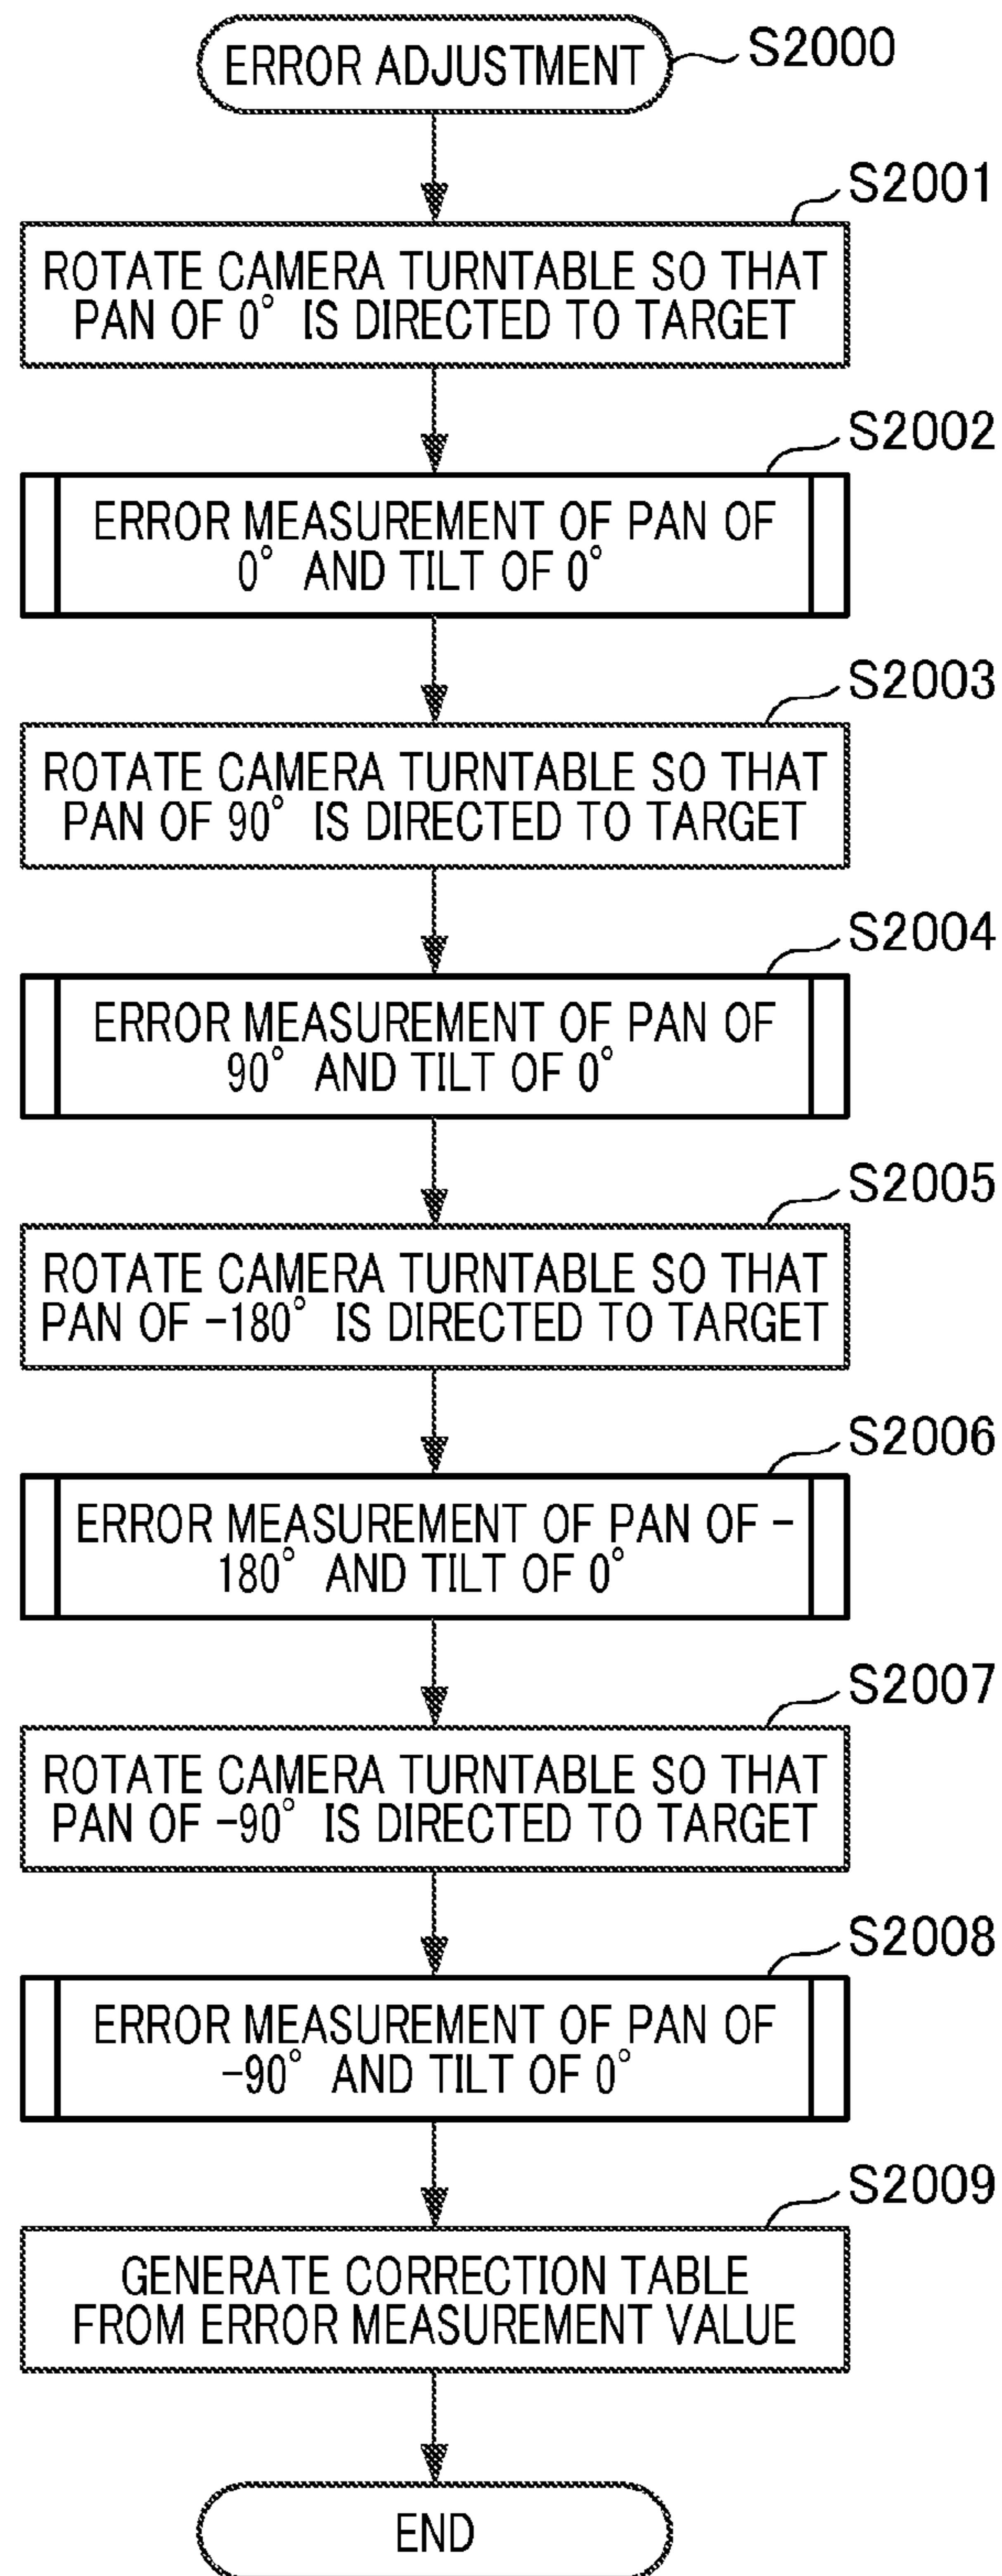 ERROR ADJUSTMENT
S2000
S2001
ROTATE CAMERA TURNTABLE SO THAT
PAN OF 0° IS DIRECTED TO TARGET
S2002
ERROR MEASUREMENT OF PAN OF
0° AND TILT OF 0°
S2003
ROTATE CAMERA TURNTABLE SO THAT
PAN OF 90° IS DIRECTED TO TARGET
S2004
ERROR MEASUREMENT OF PAN OF
90° AND TILT OF 0°
S2005
ROTATE CAMERA TURNTABLE SO THAT
PAN OF -180° IS DIRECTED TO TARGET
S2006
ERROR MEASUREMENT OF PAN OF -
180° AND TILT OF 0°
S2007
ROTATE CAMERA TURNTABLE SO THAT
PAN OF -90° IS DIRECTED TO TARGET
S2008
ERROR MEASUREMENT OF PAN OF
-90° AND TILT OF 0°
S2009
GENERATE CORRECTION TABLE
FROM ERROR MEASUREMENT VALUE
END